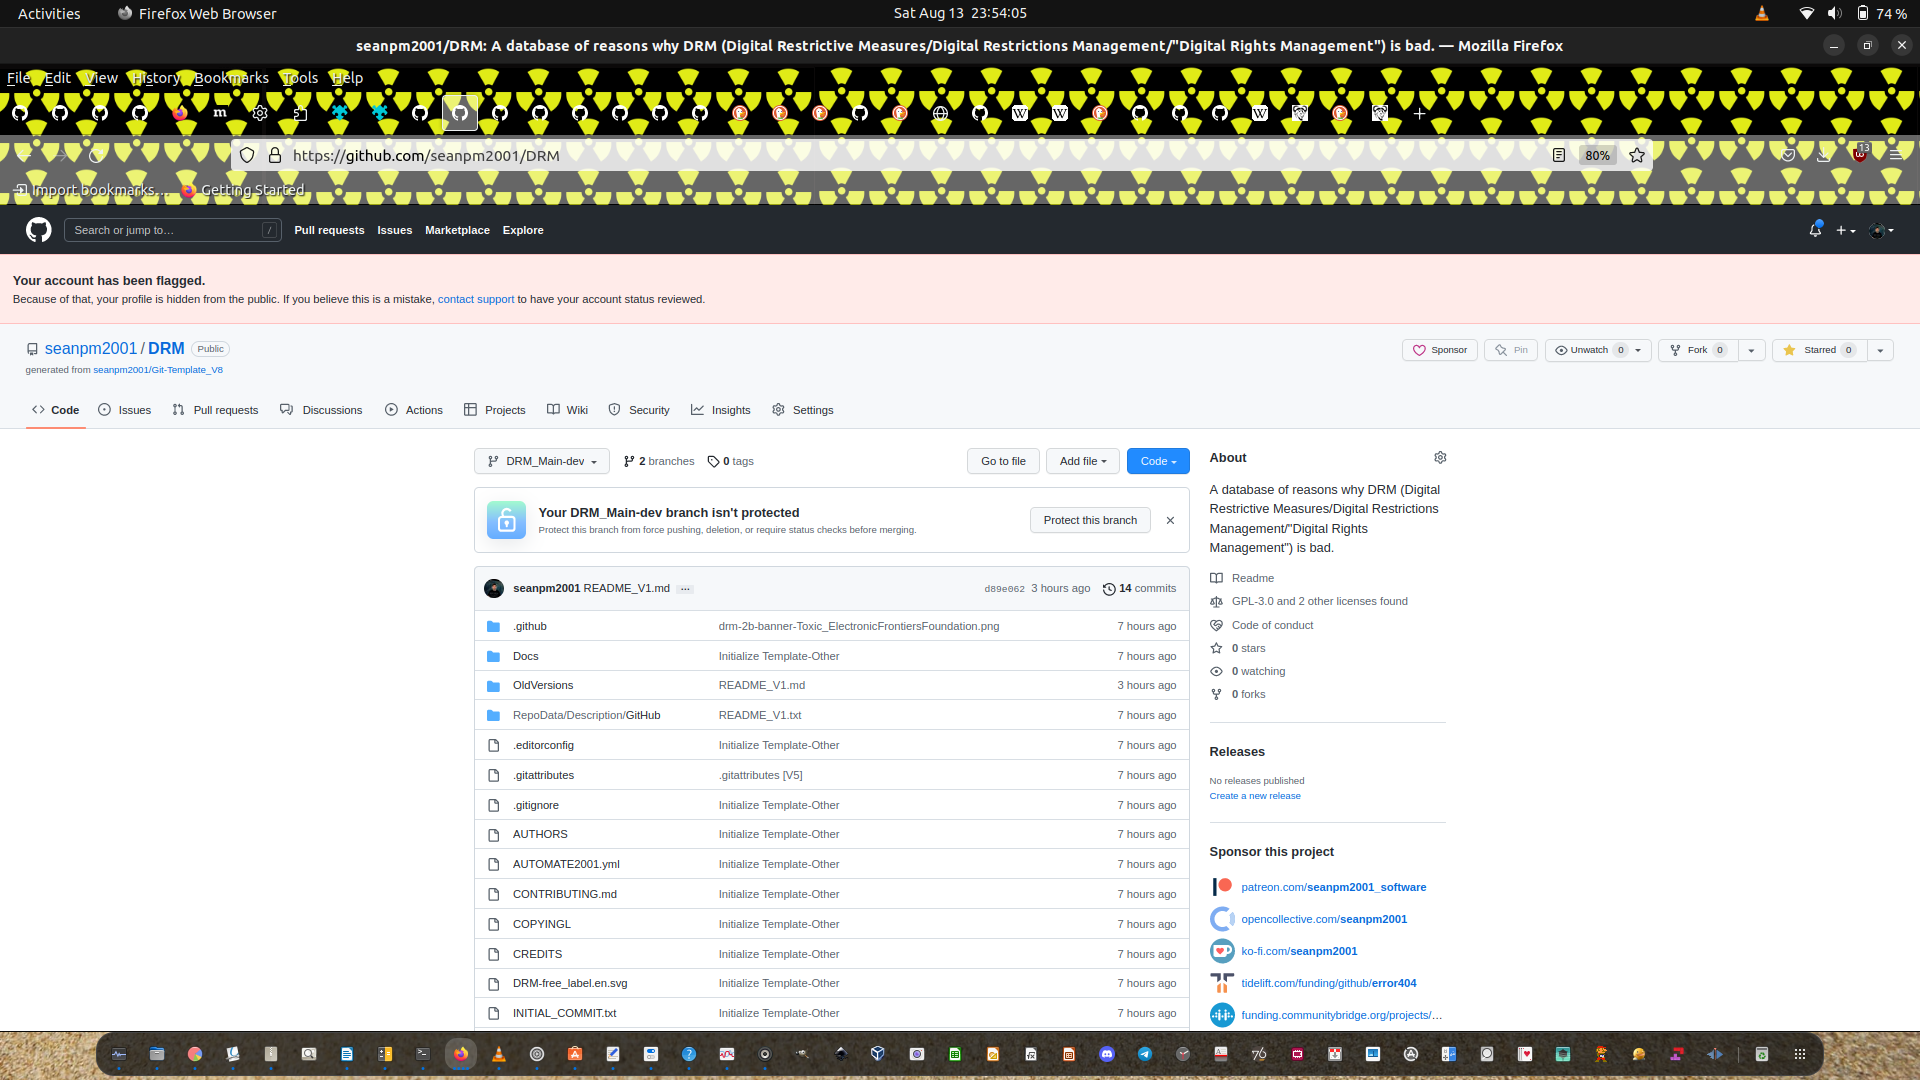 Activities
Firefox Web Browser
Sat Aug 13 23:54:05
74 %
seanpm2001/DRM: A database of reasons why DRM (Digital Restrictive Measures/Digital Restrictions Management/"Digital Rights Management") is bad. — Mozilla Firefox
File Edit View History Bookmarks Tools Help
https://github.com/seanpm2001/DRM
80%
13
Import bookmarks... Getting Started
Search or jump to...
/
Pull requests Issues Marketplace Explore
Your account has been flagged.
Because of that, your profile is hidden from the public. If you believe this is a mistake, contact support to have your account status reviewed.
seanpm2001 / DRM Public
generated from seanpm2001/Git-Template_V8
Sponsor
Pin
Unwatch 0
Fork 0
Starred 0
Code Issues Pull requests Discussions Actions Projects Wiki Security Insights Settings
DRM_Main-dev
2 branches
0 tags
Go to file
Add file
Code
Your DRM_Main-dev branch isn't protected
Protect this branch from force pushing, deletion, or require status checks before merging.
Protect this branch
seanpm2001 README_V1.md ... d89e062 3 hours ago 14 commits
.github drm-2b-banner-Toxic_ElectronicFrontiersFoundation.png 7 hours ago
Docs Initialize Template-Other 7 hours ago
OldVersions README_V1.md 3 hours ago
RepoData/Description/GitHub README_V1.txt 7 hours ago
.editorconfig Initialize Template-Other 7 hours ago
.gitattributes .gitattributes [V5] 7 hours ago
.gitignore Initialize Template-Other 7 hours ago
AUTHORS Initialize Template-Other 7 hours ago
AUTOMATE2001.yml Initialize Template-Other 7 hours ago
CONTRIBUTING.md Initialize Template-Other 7 hours ago
COPYINGL Initialize Template-Other 7 hours ago
CREDITS Initialize Template-Other 7 hours ago
DRM-free_label.en.svg Initialize Template-Other 7 hours ago
INITIAL_COMMIT.txt Initialize Template-Other 7 hours ago
About
A database of reasons why DRM (Digital
Restrictive Measures/Digital Restrictions
Management/"Digital Rights
Management") is bad.
Readme
GPL-3.0 and 2 other licenses found
Code of conduct
0 stars
0 watching
0 forks
Releases
No releases published
Create a new release
Sponsor this project
patreon.com/seanpm2001_software
opencollective.com/seanpm2001
ko-fi.com/seanpm2001
tidelift.com/funding/github/error404
funding.communitybridge.org/projects/...